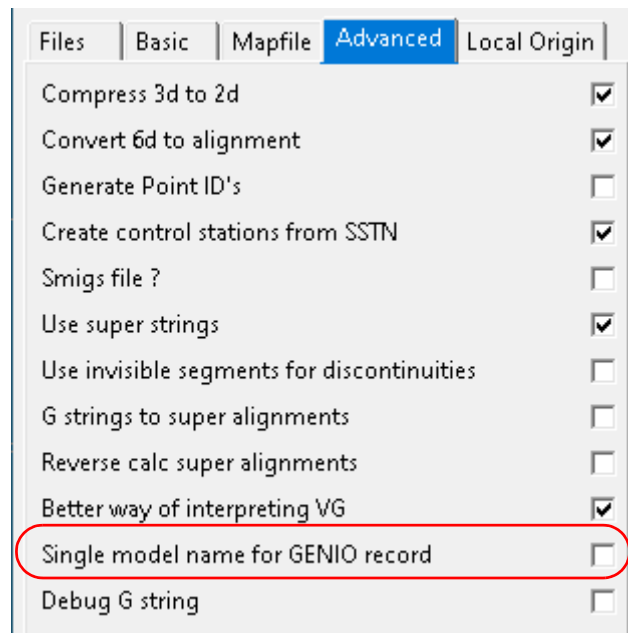 Files Basic Mapfile Advanced Local Origin
Compress 3d to 2d
Convert 6d to alignment
Generate Point ID's
Create control stations from SSTN
Smigs file ?
Use super strings
Use invisible segments for discontinuities
G strings to super alignments
Reverse calc super alignments
Better way of interpreting VG
Single model name for GENIO record
Debug G string